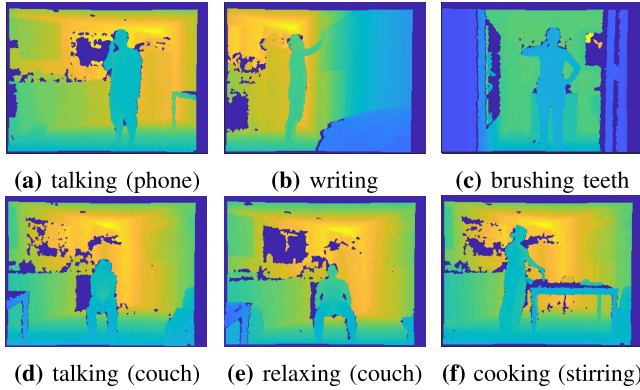 (a) talking (phone)
(b) writing
(c) brushing teeth
(d) talking (couch)
(e) relaxing (couch)
(f) cooking (stirring)